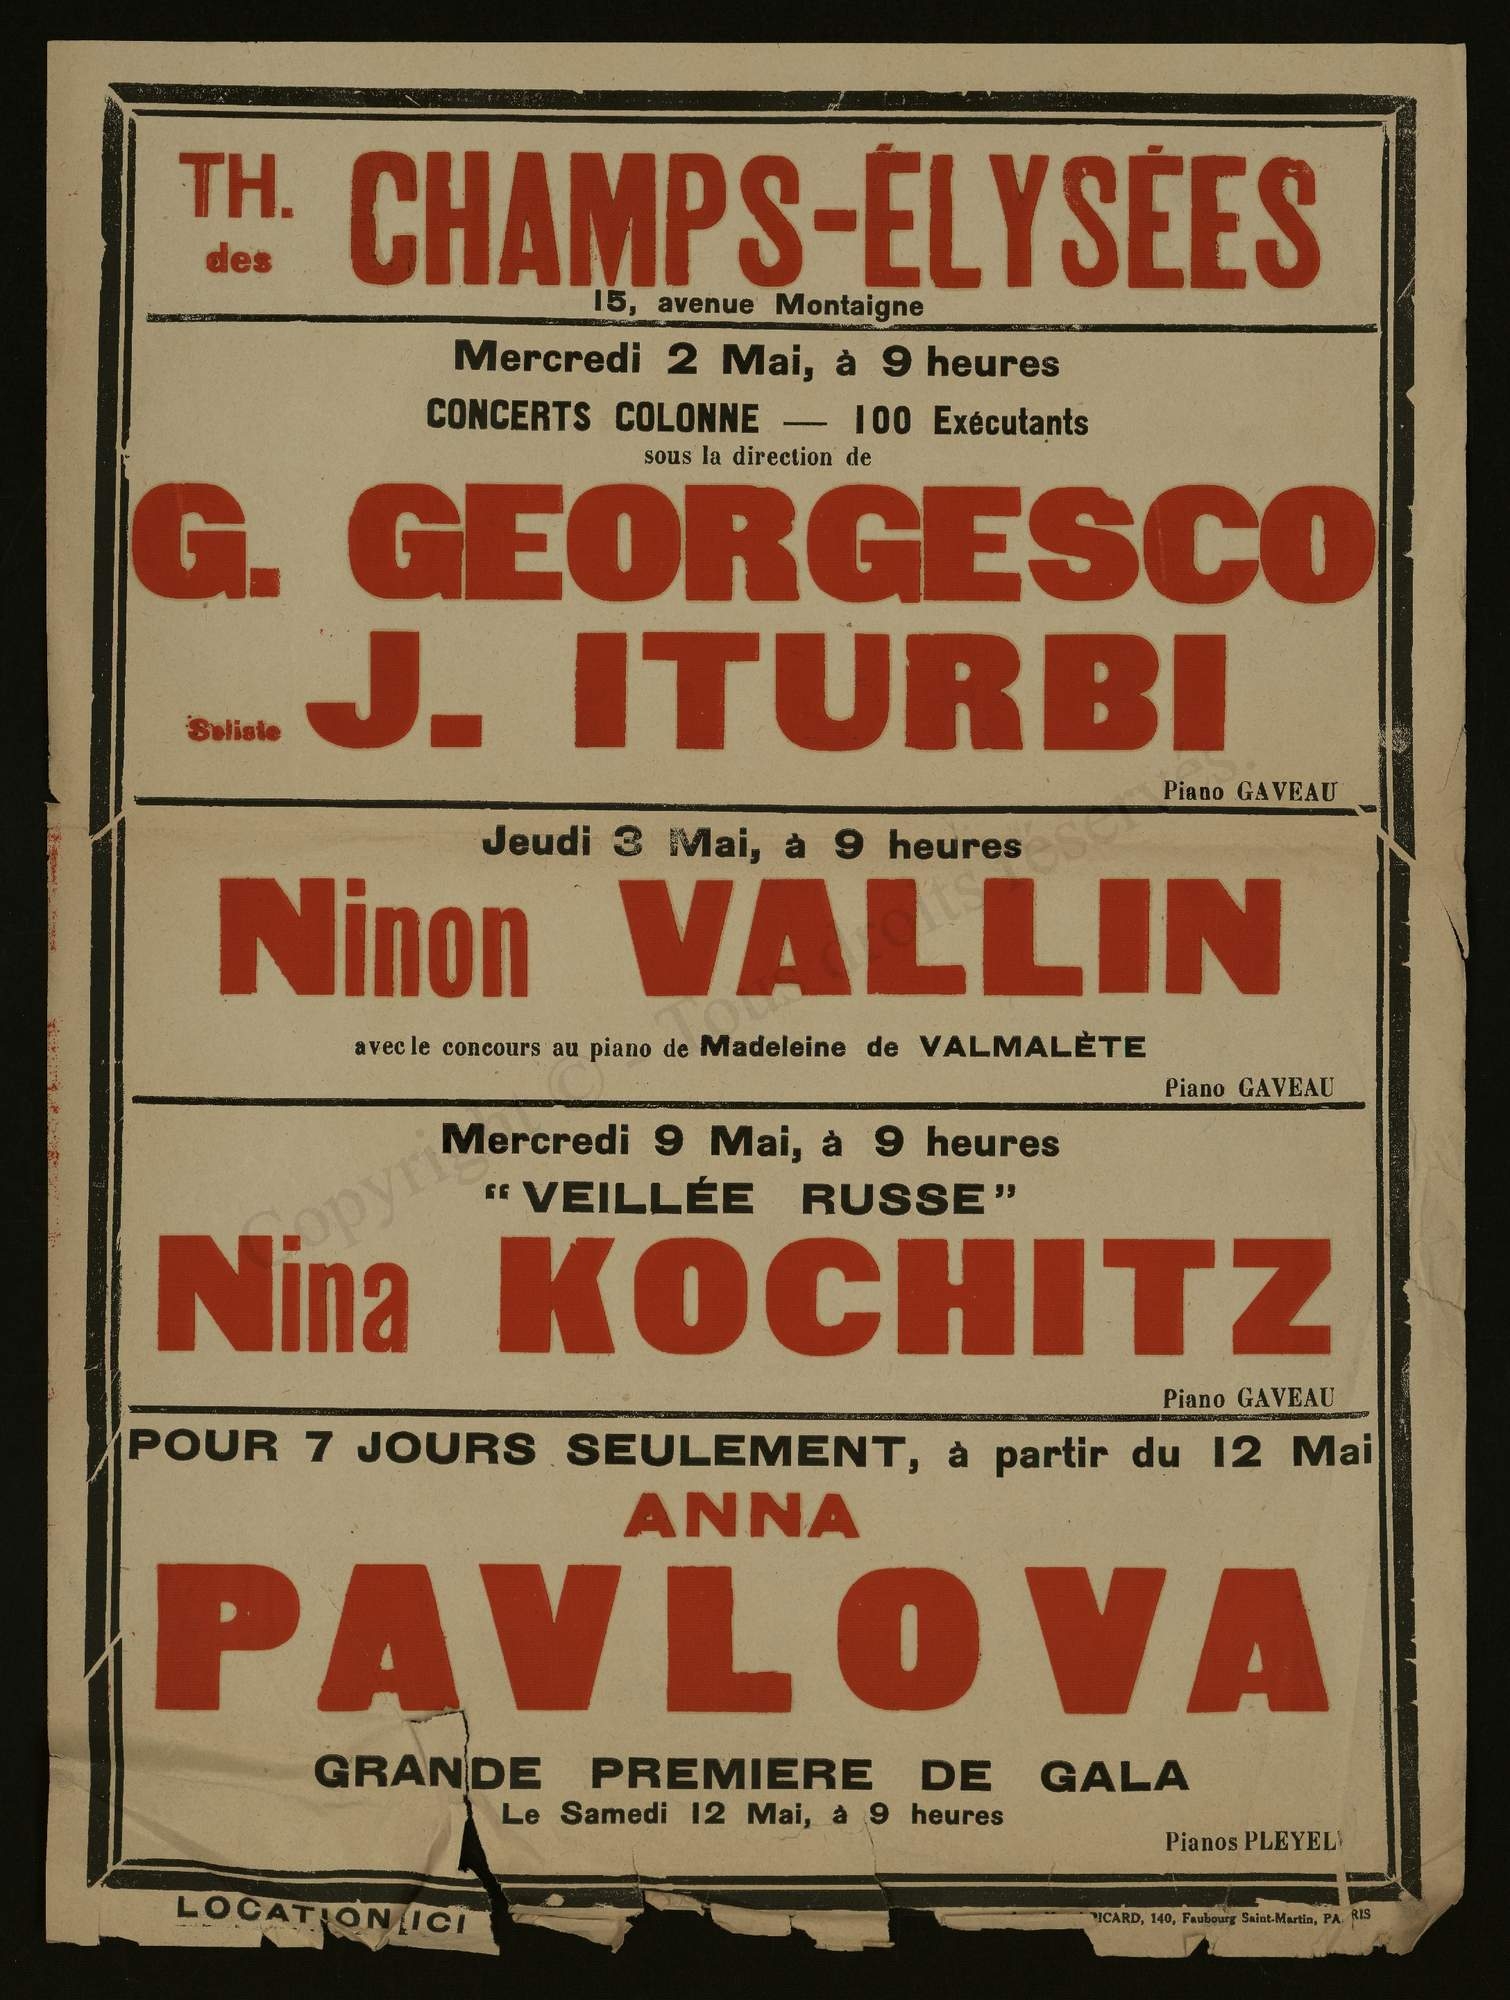 TH. des CHAMPS-ÉLYSÉES
15, avenue Montaigne
Mercredi 2 Mai, à 9 heures
CONCERTS COLONNE — 100 Exécutants
sous la direction de
G. GEORGESCO
Soliste J. ITURBI
Piano GAVEAU
Jeudi 3 Mai, à 9 heures
Ninon VALLIN
avec le concours au piano de Madeleine de VALMALÈTE
Piano GAVEAU
Mercredi 9 Mai, à 9 heures
“VEILLÉE RUSSE”
Nina KOCHITZ
Piano GAVEAU
POUR 7 JOURS SEULEMENT, à partir du 12 Mai
ANNA
PAVLOVA
GRANDE PREMIERE DE GALA
Le Samedi 12 Mai, à 9 heures
Pianos PLEYEL
LOCATION ICI
PICARD, 140, Faubourg Saint-Martin, PARIS
Copyright © - Tous droits réservés.